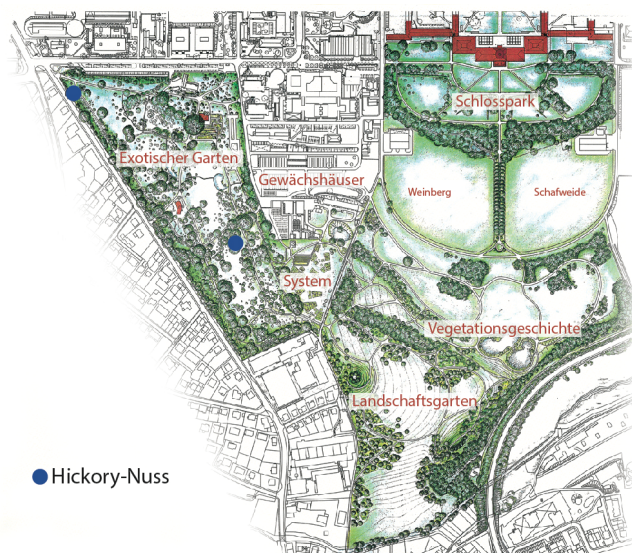 Schlosspark
Exotischer Garten
Gewächshäuser
Weinberg
Schafweide
System
Vegetationsgeschichte
Landschaftsgarten
Hickory-Nuss